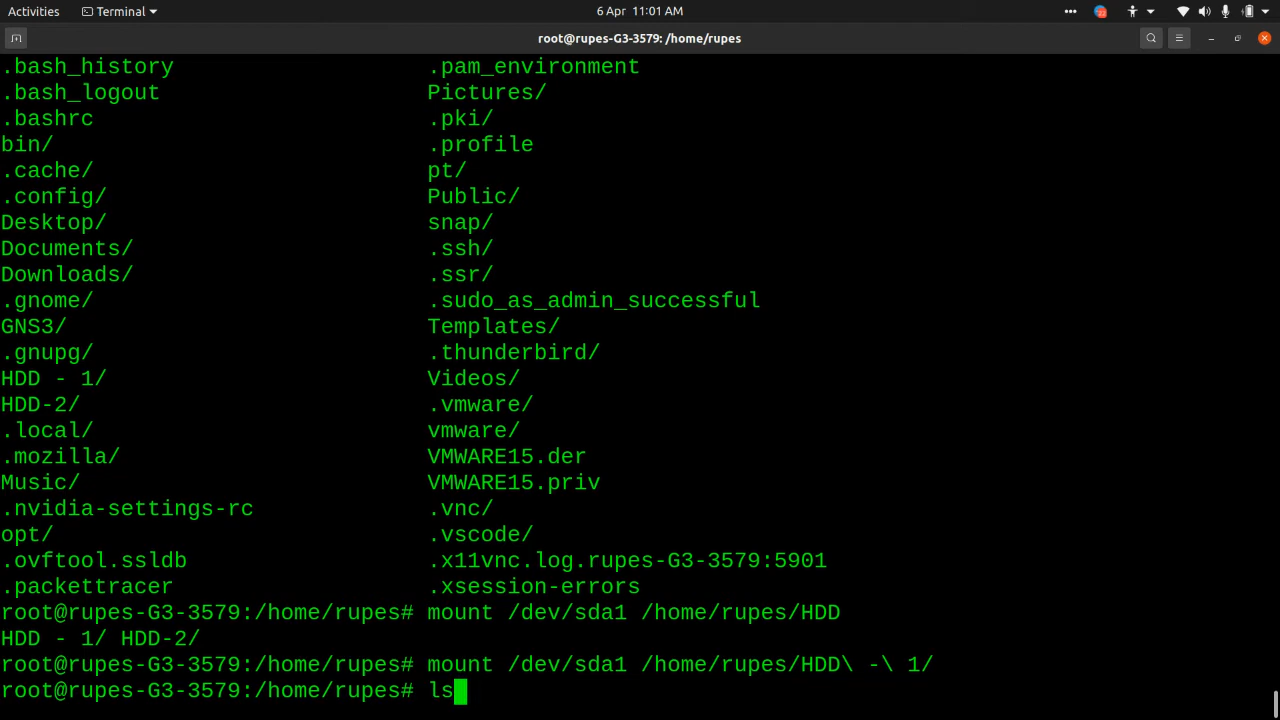 Activities Terminal 6 Apr 11:01 AM
root@rupes-G3-3579: /home/rupes
.bash_history .pam_environment
.bash_logout Pictures/
.bashrc .pki/
bin/ .profile
.cache/ pt/
.config/ Public/
Desktop/ snap/
Documents/ .ssh/
Downloads/ .ssr/
.gnome/ .sudo_as_admin_successful
GNS3/ Templates/
.gnupg/ .thunderbird/
HDD - 1/ Videos/
HDD-2/ .vmware/
.local/ vmware/
.mozilla/ VMWARE15.der
Music/ VMWARE15.priv
.nvidia-settings-rc .vnc/
opt/ .vscode/
.ovftool.ssldb .x11vnc.log.rupes-G3-3579:5901
.packettracer .xsession-errors
root@rupes-G3-3579:/home/rupes# mount /dev/sda1 /home/rupes/HDD
HDD - 1/ HDD-2/
root@rupes-G3-3579:/home/rupes# mount /dev/sda1 /home/rupes/HDD\ -\ 1/
root@rupes-G3-3579:/home/rupes# ls